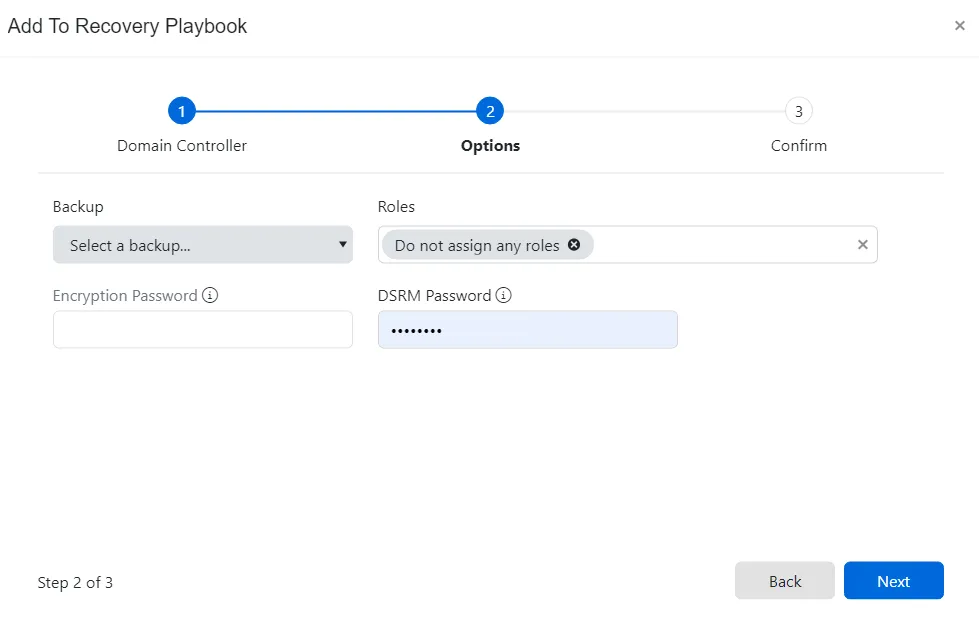 Add To Recovery Playbook
×
1
2
3
Domain Controller
Options
Confirm
Backup
Roles
Select a backup...
Do not assign any roles
Encryption Password
DSRM Password
••••••••
Step 2 of 3
Back
Next